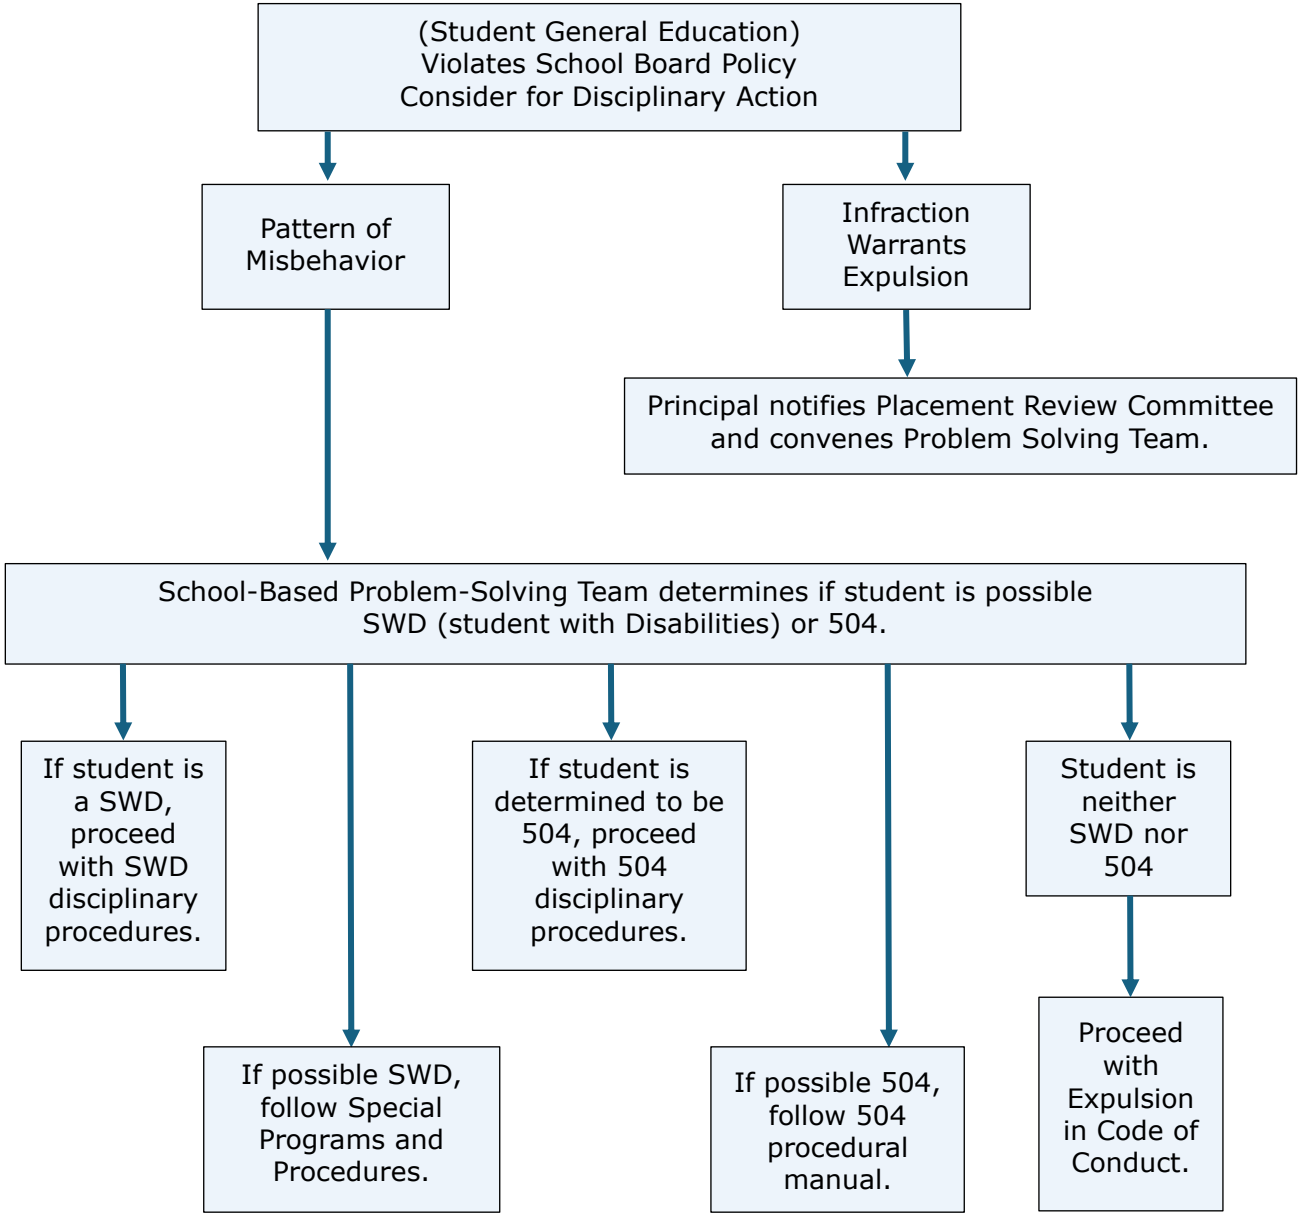 (Student General Education)
Violates School Board Policy
Consider for Disciplinary Action
Pattern of
Misbehavior
Infraction
Warrants
Expulsion
Principal notifies Placement Review Committee
and convenes Problem Solving Team.
School-Based Problem-Solving Team determines if student is possible
SWD (student with Disabilities) or 504.
If student is
a SWD,
proceed
with SWD
disciplinary
procedures.
If student is
determined to be
504, proceed
with 504
disciplinary
procedures.
Student is
neither
SWD nor
504
If possible SWD,
follow Special
Programs and
Procedures.
If possible 504,
follow 504
procedural
manual.
Proceed
with
Expulsion
in Code of
Conduct.